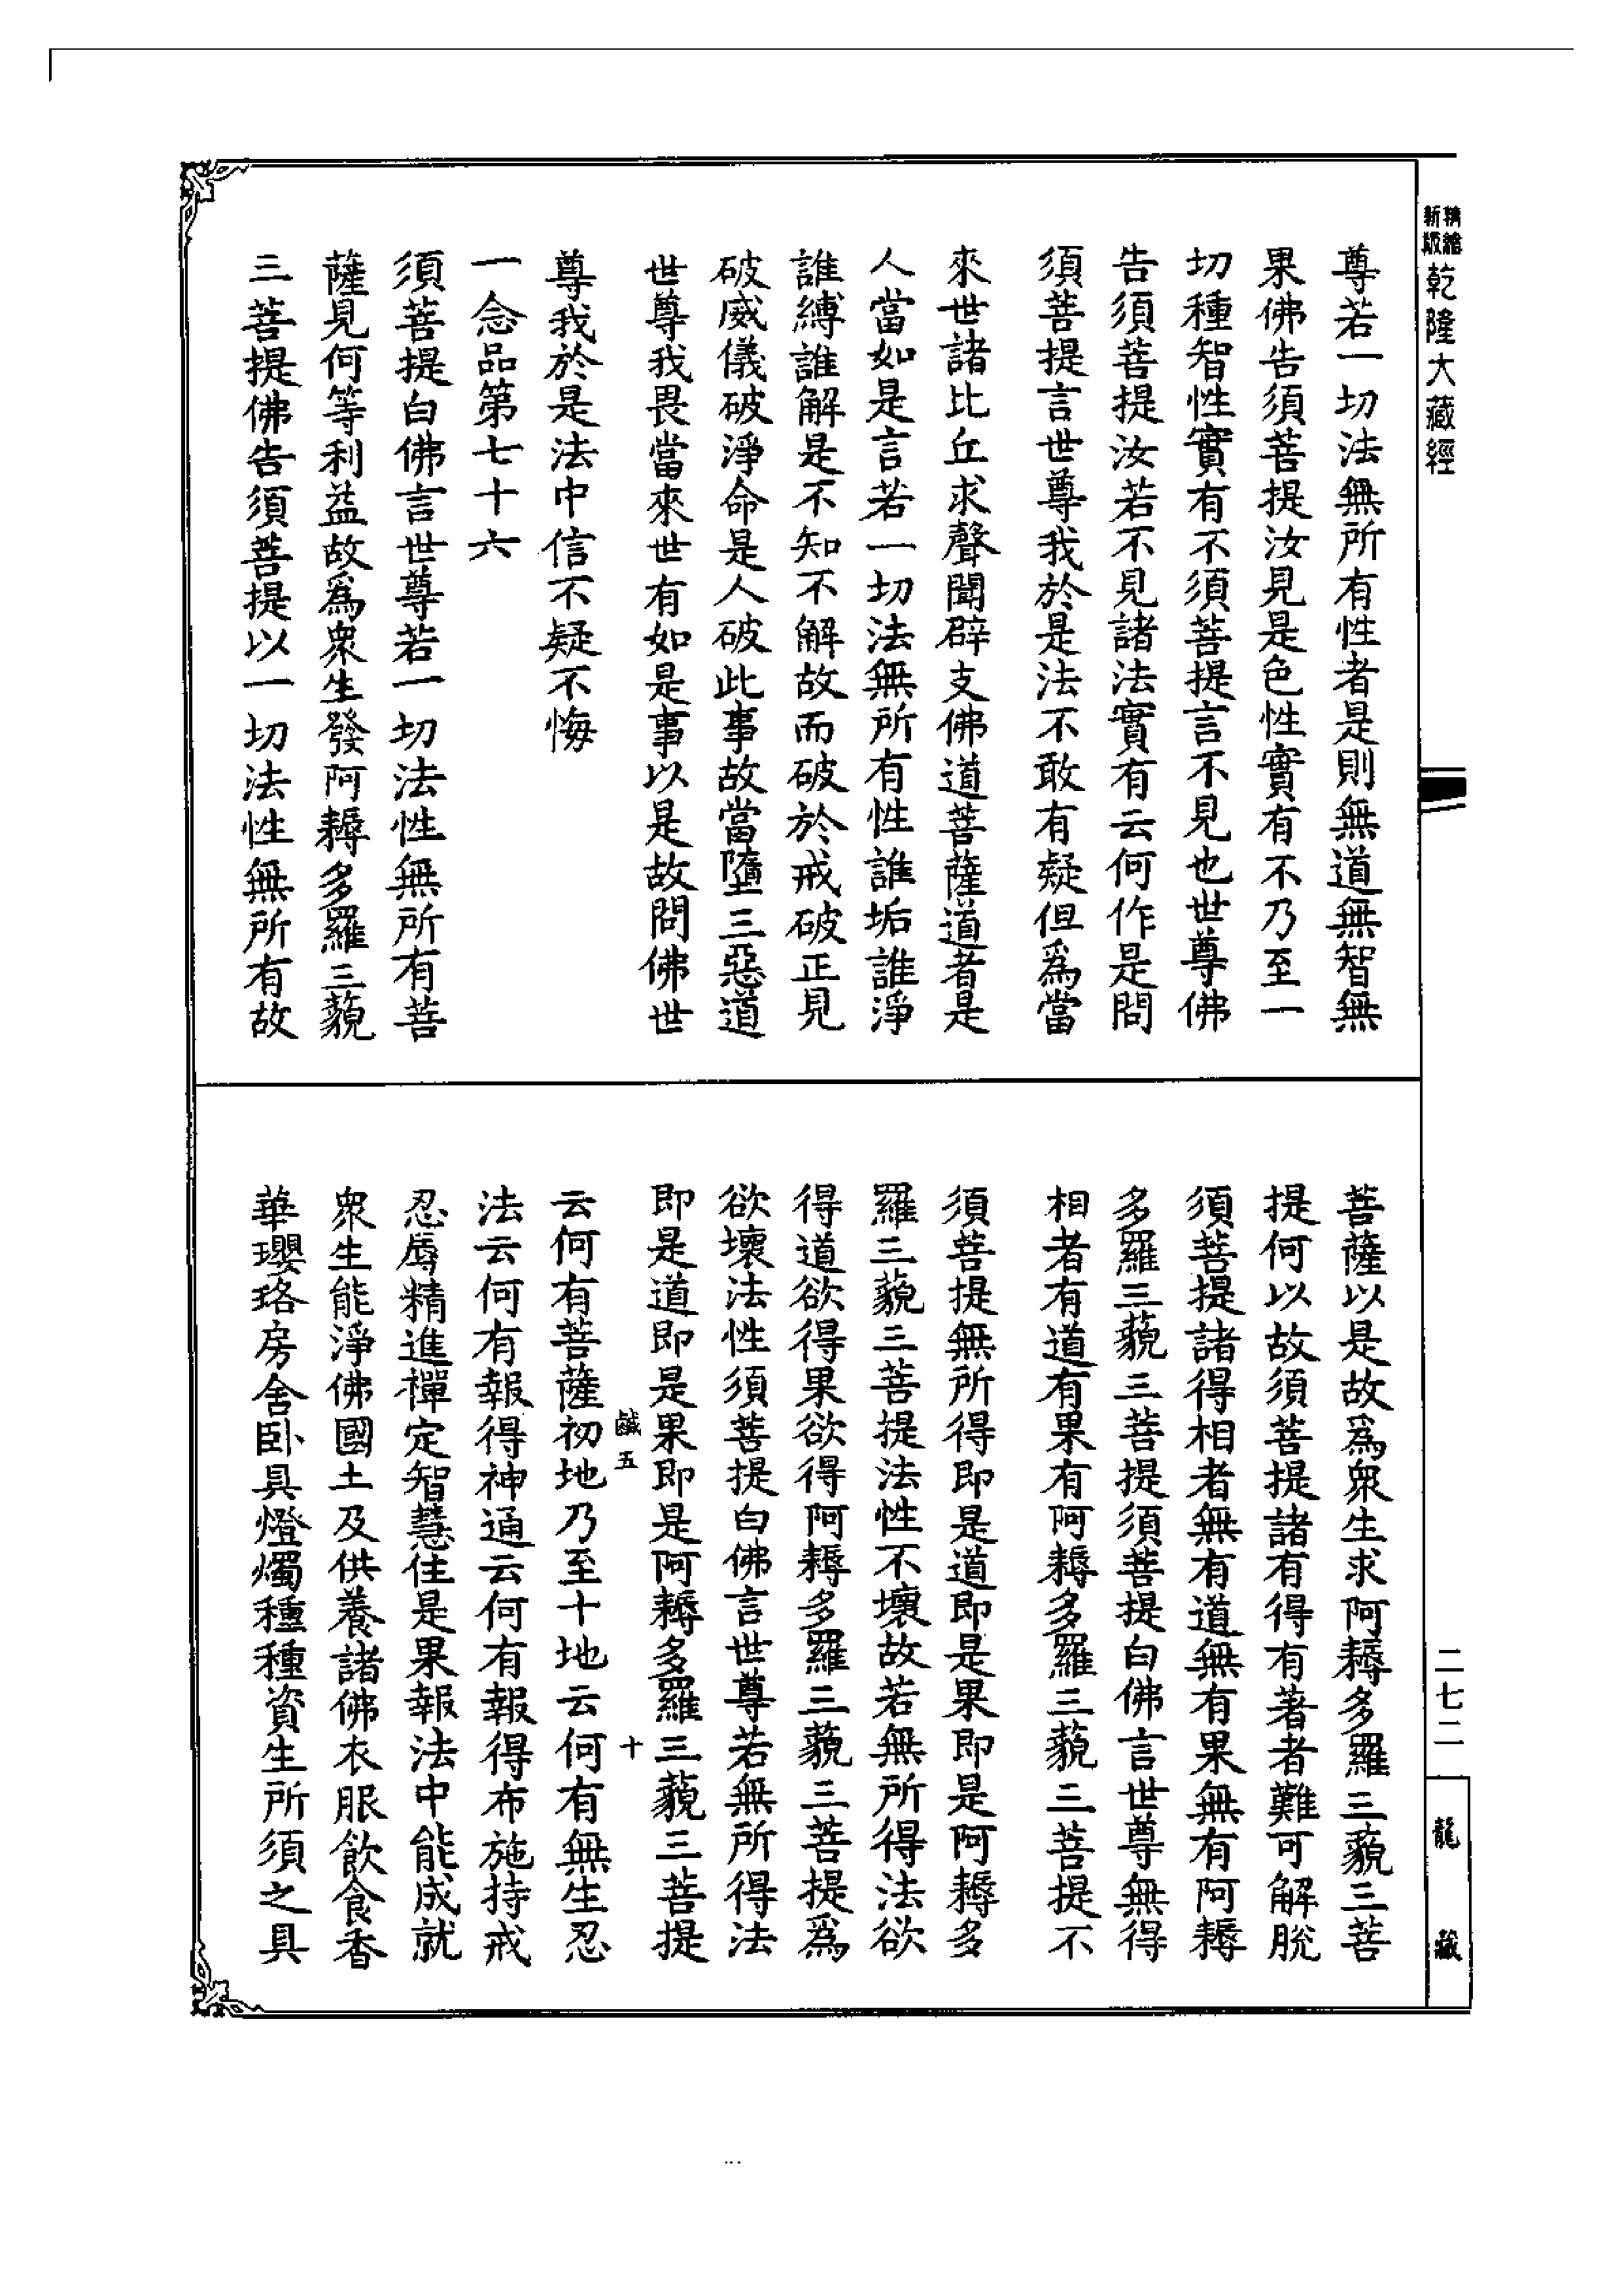 精縮
新版
乾隆大藏經
尊若一切法無所有性者是則無道無智無
果佛告須菩提汝見是色性實有不乃至一
切種智性實有不須菩提言不見也世尊佛
告須菩提汝若不見諸法實有云何作是問
須菩提言世尊我於是法不敢有疑但爲當
來世諸比丘求聲聞辟支佛道菩薩道者是
人當如是言若一切法無所有性誰垢誰淨
誰縛誰解是不知不解故而破於戒破正見
破威儀破淨命是人破此事故當墮三惡道
世尊我畏當來世有如是事以是故問佛世
尊我於是法中信不疑不悔
一念品第七十六
須菩提白佛言世尊若一切法性無所有菩
薩見何等利益故爲衆生發阿耨多羅三藐
三菩提佛告須菩提以一切法性無所有故
菩薩以是故爲衆生求阿耨多羅三藐三菩
提何以故須菩提諸有得有著者難可解脫
須菩提諸得相者無有道無有果無有阿耨
多羅三藐三菩提須菩提白佛言世尊無得
相者有道有果有阿耨多羅三藐三菩提不
須菩提無所得即是道即是果即是阿耨多
羅三藐三菩提法性不壞故若無所得法欲
得道欲得果欲得阿耨多羅三藐三菩提爲
欲壞法性須菩提白佛言世尊若無所得法
即是道即是果即是阿耨多羅三藐三菩提
鹹五 十
云何有菩薩初地乃至十地云何有無生忍
法云何有報得神通云何有報得布施持戒
忍辱精進禪定智慧住是果報法中能成就
衆生能淨佛國土及供養諸佛衣服飲食香
華瓔珞房舍卧具燈燭種種資生所須之具
二七二
龍藏